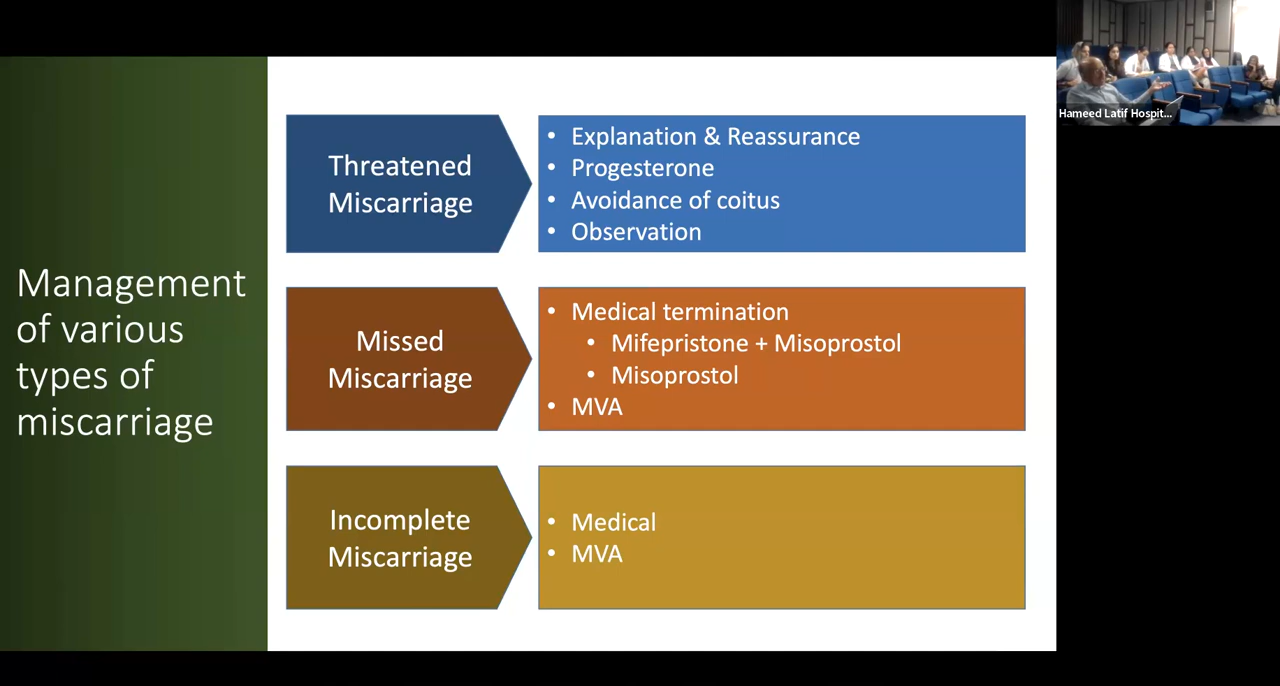 Management
of various
types of
miscarriage
Threatened
Miscarriage
• Explanation & Reassurance
• Progesterone
• Avoidance of coitus
• Observation
Missed
Miscarriage
• Medical termination
• Mifepristone + Misoprostol
• Misoprostol
• MVA
Incomplete
Miscarriage
• Medical
• MVA
Hameed Latif Hospit...